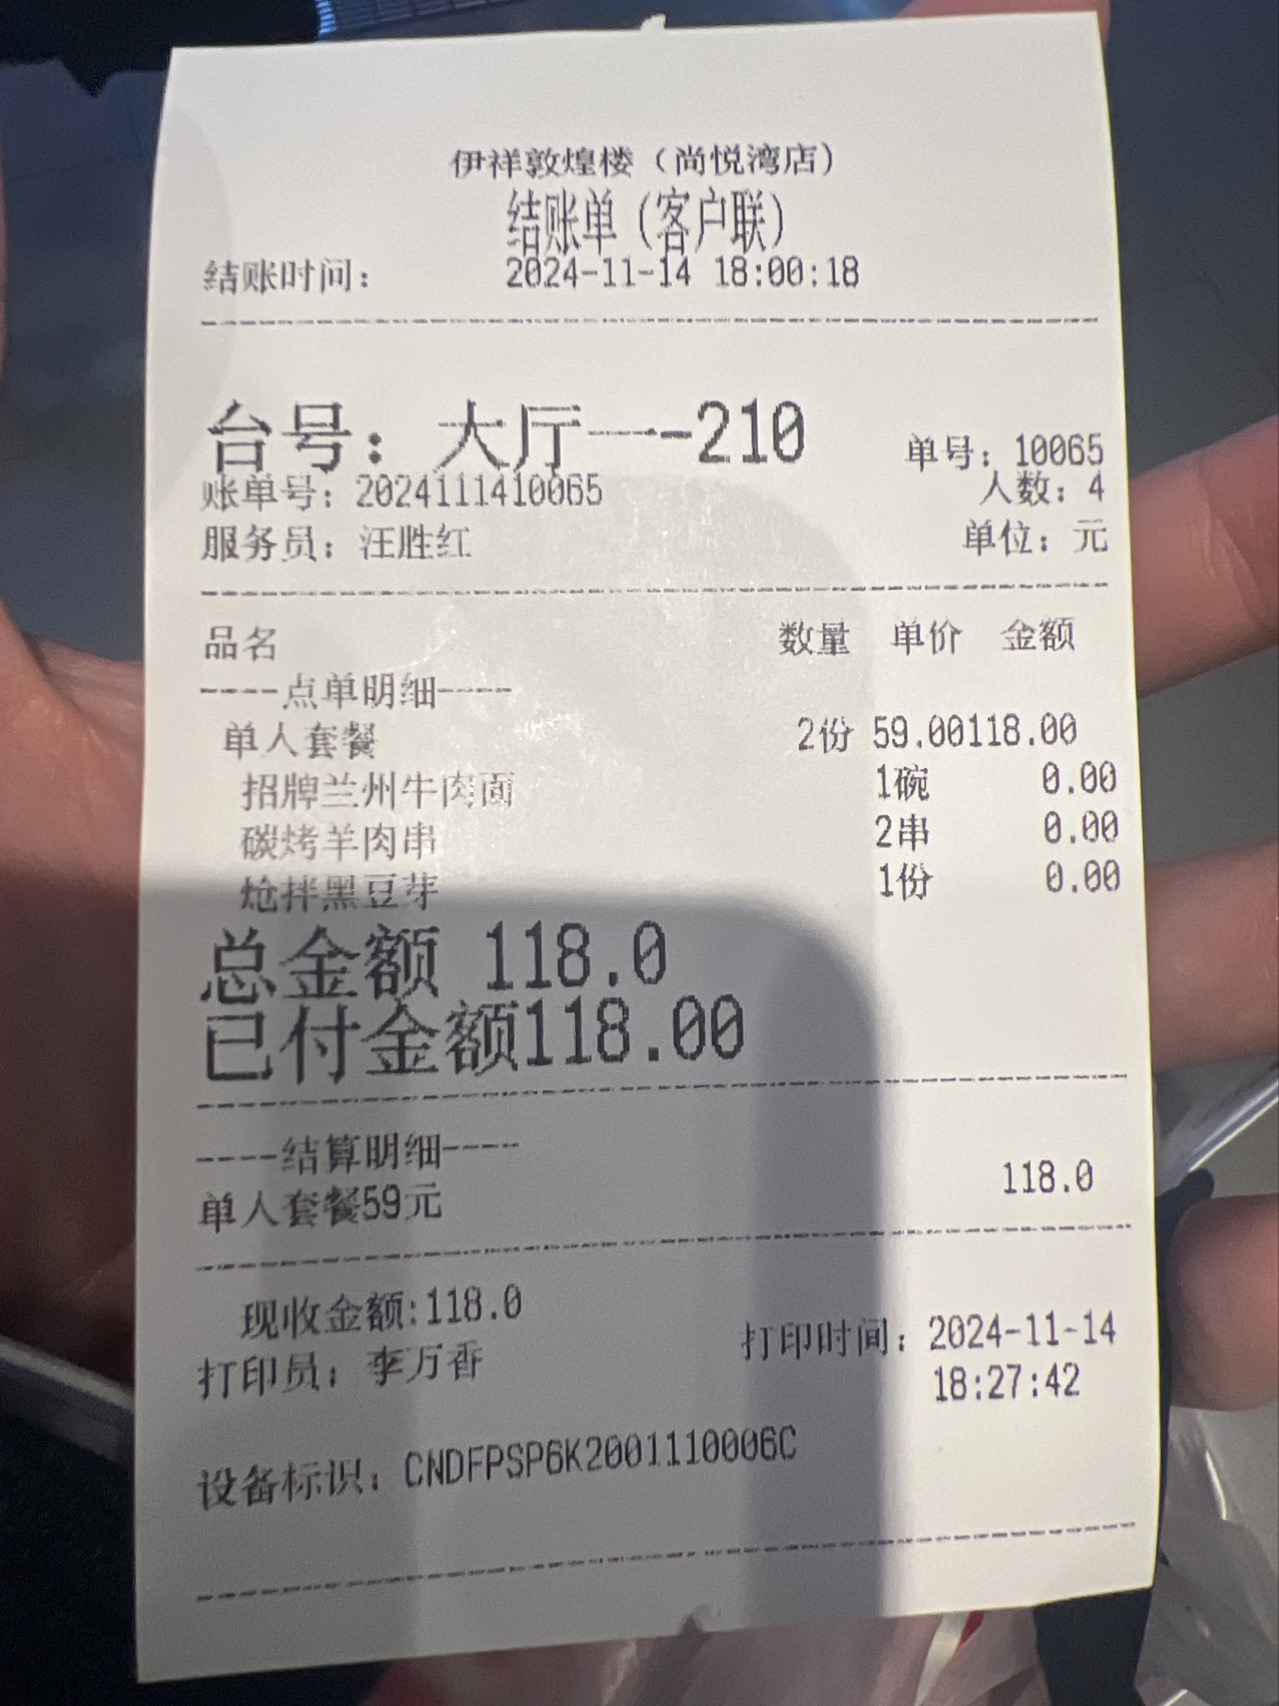 伊祥敦煌楼（尚悦湾店）
结账单（客户联）
结账时间： 2024-11-14 18:00:18
台号：大厅一-210 单号：10065
账单号：2024111410065 人数：4
服务员：汪胜红 单位：元
品名 数量 单价 金额
----点单明细----
单人套餐 2份 59.00118.00
招牌兰州牛肉面 1碗 0.00
碳烤羊肉串 2串 0.00
炝拌黑豆芽 1份 0.00
总金额 118.0
已付金额118.00
----结算明细----
单人套餐59元 118.0
现收金额:118.0
打印员：李万香 打印时间：2024-11-14
18:27:42
设备标识：CNDFPSP6K2001110006C